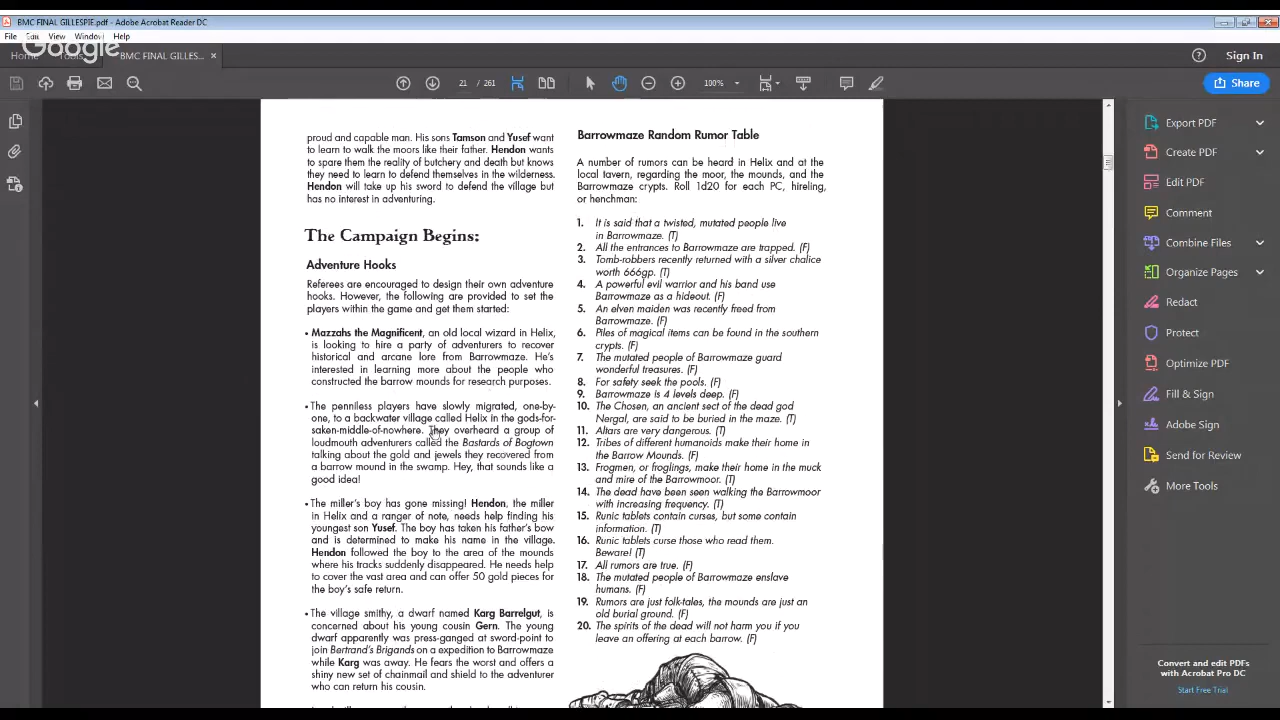 BMC FINAL GILLESPIE.pdf - Adobe Acrobat Reader DC
File Edit View Window Help
Google
Home Tools BMC FINAL GILLES... ×
Sign In
21 / 261
100%
Share
proud and capable man. His sons Tamson and Yusef want
to learn to walk the moors like their father. Hendon wants
to spare them the reality of butchery and death but knows
they need to learn to defend themselves in the wilderness.
Hendon will take up his sword to defend the village but
has no interest in adventuring.
The Campaign Begins:
Adventure Hooks
Referees are encouraged to design their own adventure
hooks. However, the following are provided to set the
players within the game and get them started:
• Mazzahs the Magnificent, an old local wizard in Helix,
is looking to hire a party of adventurers to recover
historical and arcane lore from Barrowmaze. He's
interested in learning more about the people who
constructed the barrow mounds for research purposes.
• The penniless players have slowly migrated, one-by-
one, to a backwater village called Helix in the gods-for-
saken-middle-of-nowhere. They overheard a group of
loudmouth adventurers called the Bastards of Bogtown
talking about the gold and jewels they recovered from
a barrow mound in the swamp. Hey, that sounds like a
good idea!
• The miller's boy has gone missing! Hendon, the miller
in Helix and a ranger of note, needs help finding his
youngest son Yusef. The boy has taken his father's bow
and is determined to make his name in the village.
Hendon followed the boy to the area of the mounds
where his tracks suddenly disappeared. He needs help
to cover the vast area and can offer 50 gold pieces for
the boy's safe return.
• The village smithy, a dwarf named Karg Barrelgut, is
concerned about his young cousin Gern. The young
dwarf apparently was press-ganged at sword-point to
join Bertrand's Brigands on a expedition to Barrowmaze
while Karg was away. He fears the worst and offers a
shiny new set of chainmail and shield to the adventurer
who can return his cousin.
Barrowmaze Random Rumor Table
A number of rumors can be heard in Helix and at the
local tavern, regarding the moor, the mounds, and the
Barrowmaze crypts. Roll 1d20 for each PC, hireling,
or henchman:
1. It is said that a twisted, mutated people live
in Barrowmaze. (T)
2. All the entrances to Barrowmaze are trapped. (F)
3. Tomb-robbers recently returned with a silver chalice
worth 666gp. (T)
4. A powerful evil warrior and his band use
Barrowmaze as a hideout. (F)
5. An elven maiden was recently freed from
Barrowmaze. (F)
6. Piles of magical items can be found in the southern
crypts. (F)
7. The mutated people of Barrowmaze guard
wonderful treasures. (F)
8. For safety seek the pools. (F)
9. Barrowmaze is 4 levels deep. (F)
10. The Chosen, an ancient sect of the dead god
Nergal, are said to be buried in the maze. (T)
11. Altars are very dangerous. (T)
12. Tribes of different humanoids make their home in
the Barrow Mounds. (F)
13. Frogmen, or froglings, make their home in the muck
and mire of the Barrowmoor. (T)
14. The dead have been seen walking the Barrowmoor
with increasing frequency. (T)
15. Runic tablets contain curses, but some contain
information. (T)
16. Runic tablets curse those who read them.
Beware! (T)
17. All rumors are true. (F)
18. The mutated people of Barrowmaze enslave
humans. (F)
19. Rumors are just folk-tales, the mounds are just an
old burial ground. (F)
20. The spirits of the dead will not harm you if you
leave an offering at each barrow. (F)
Export PDF
Create PDF
Edit PDF
Comment
Combine Files
Organize Pages
Redact
Protect
Optimize PDF
Fill & Sign
Adobe Sign
Send for Review
More Tools
Convert and edit PDFs
with Acrobat Pro DC
Start Free Trial